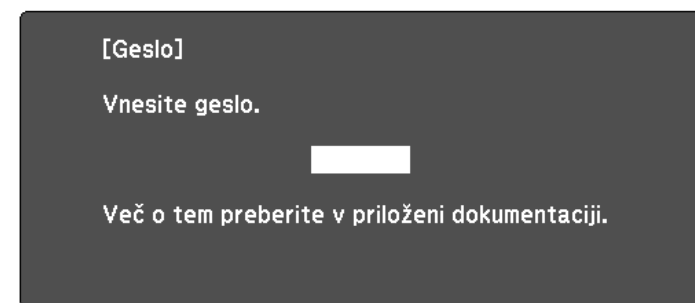 [Geslo]
Vnesite geslo.
Več o tem preberite v priloženi dokumentaciji.